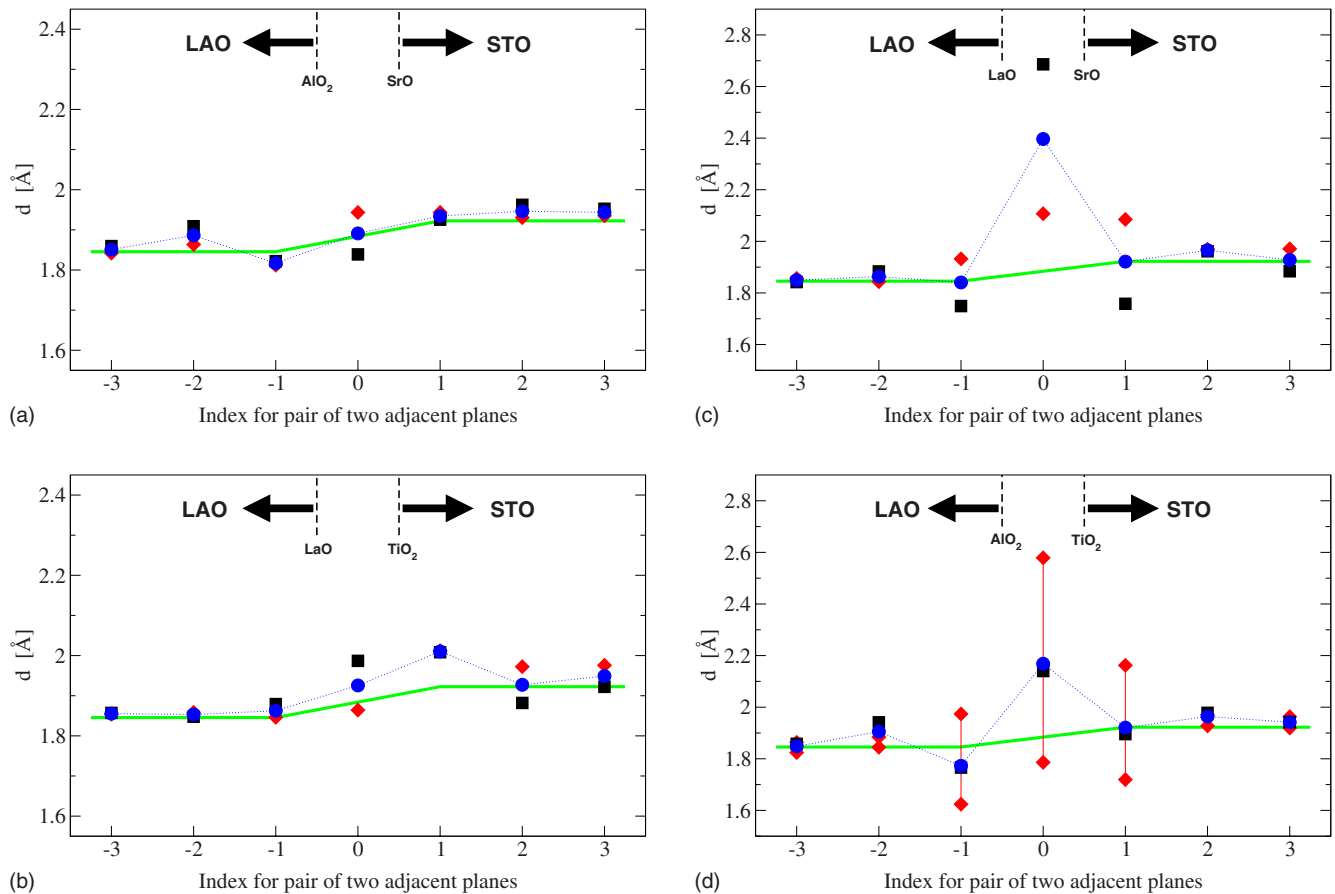 2.4
2.2
2
1.8
1.6
d [Å]
LAO
STO
AlO₂
SrO
-3 -2 -1 0 1 2 3
(a) Index for pair of two adjacent planes
2.8
2.6
2.4
2.2
2
1.8
1.6
d [Å]
LAO
STO
LaO
SrO
-3 -2 -1 0 1 2 3
(c) Index for pair of two adjacent planes
2.4
2.2
2
1.8
1.6
d [Å]
LAO
STO
LaO
TiO₂
-3 -2 -1 0 1 2 3
(b) Index for pair of two adjacent planes
2.8
2.6
2.4
2.2
2
1.8
1.6
d [Å]
LAO
STO
AlO₂
TiO₂
-3 -2 -1 0 1 2 3
(d) Index for pair of two adjacent planes